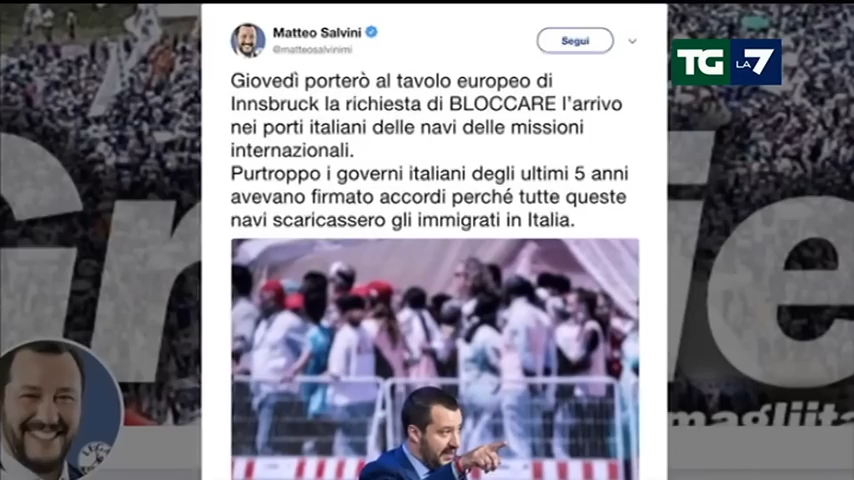 Matteo Salvini
@matteosalvinimi
Segui
TG LA 7
Giovedì porterò al tavolo europeo di
Innsbruck la richiesta di BLOCCARE l'arrivo
nei porti italiani delle navi delle missioni
internazionali.
Purtroppo i governi italiani degli ultimi 5 anni
avevano firmato accordi perché tutte queste
navi scaricassero gli immigrati in Italia.